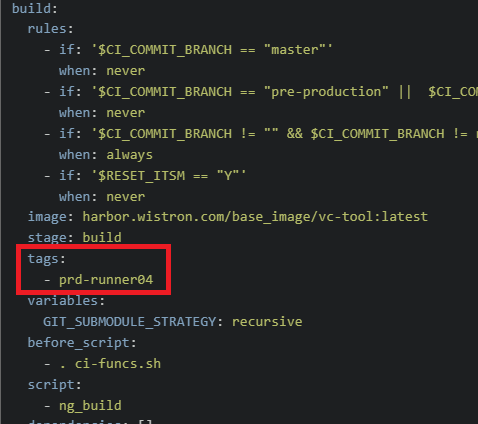 build:
rules:
- if: '$CI_COMMIT_BRANCH == "master"'
when: never
- if: '$CI_COMMIT_BRANCH == "pre-production" ||  $CI_COM
when: never
- if: '$CI_COMMIT_BRANCH != "" && $CI_COMMIT_BRANCH !=
when: always
- if: '$RESET_ITSM == "Y"'
when: never
image: harbor.wistron.com/base_image/vc-tool:latest
stage: build
tags:
- prd-runner04
variables:
GIT_SUBMODULE_STRATEGY: recursive
before_script:
- . ci-funcs.sh
script:
- ng_build
dependencies: []